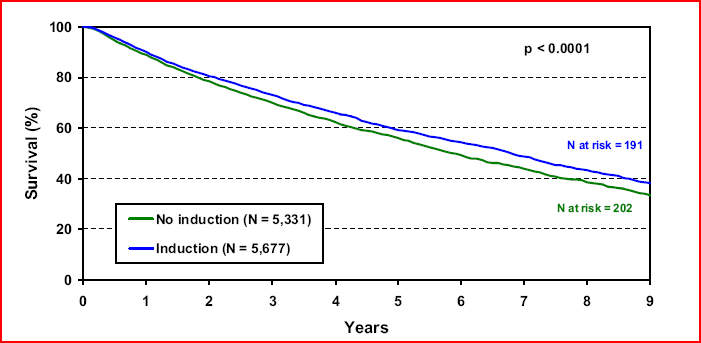 100
80
60
40
20
0
Survival (%)
p < 0.0001
N at risk = 191
N at risk = 202
No induction (N = 5,331)
Induction (N = 5,677)
0 1 2 3 4 5 6 7 8 9
Years